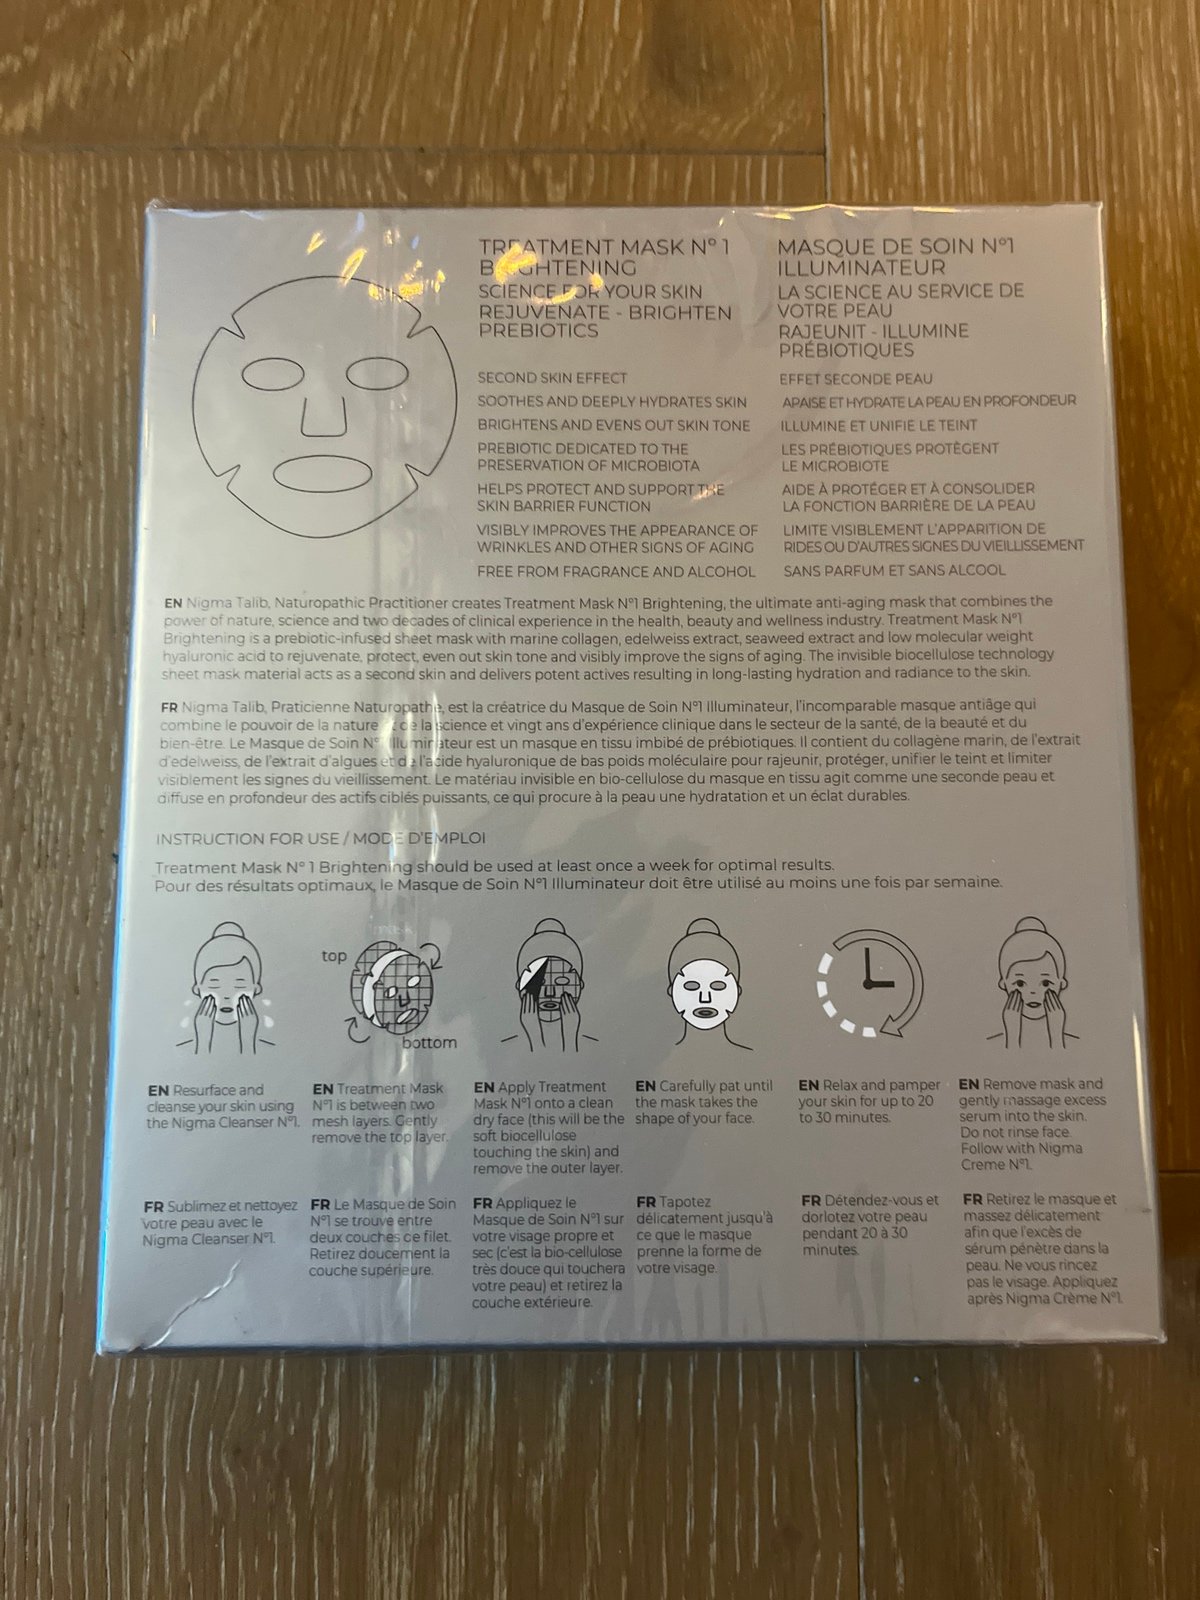 TREATMENT MASK Nº 1
BRIGHTENING
SCIENCE FOR YOUR SKIN
REJUVENATE - BRIGHTEN
PREBIOTICS
SECOND SKIN EFFECT
SOOTHES AND DEEPLY HYDRATES SKIN
BRIGHTENS AND EVENS OUT SKIN TONE
PREBIOTIC DEDICATED TO THE
PRESERVATION OF MICROBIOTA
HELPS PROTECT AND SUPPORT THE
SKIN BARRIER FUNCTION
VISIBLY IMPROVES THE APPEARANCE OF
WRINKLES AND OTHER SIGNS OF AGING
FREE FROM FRAGRANCE AND ALCOHOL
MASQUE DE SOIN Nº1
ILLUMINATEUR
LA SCIENCE AU SERVICE DE
VOTRE PEAU
RAJEUNIT - ILLUMINE
PRÉBIOTIQUES
EFFET SECONDE PEAU
APAISE ET HYDRATE LA PEAU EN PROFONDEUR
ILLUMINE ET UNIFIE LE TEINT
LES PRÉBIOTIQUES PROTÈGENT
LE MICROBIOTE
AIDE À PROTÉGER ET À CONSOLIDER
LA FONCTION BARRIÈRE DE LA PEAU
LIMITE VISIBLEMENT L'APPARITION DE
RIDES OU D'AUTRES SIGNES DU VIEILLISSEMENT
SANS PARFUM ET SANS ALCOOL
EN Nigma Talib, Naturopathic Practitioner creates Treatment Mask Nº1 Brightening, the ultimate anti-aging mask that combines the
power of nature, science and two decades of clinical experience in the health, beauty and wellness industry. Treatment Mask Nº1
Brightening is a prebiotic-infused sheet mask with marine collagen, edelweiss extract, seaweed extract and low molecular weight
hyaluronic acid to rejuvenate, protect, even out skin tone and visibly improve the signs of aging. The invisible biocellulose technology
sheet mask material acts as a second skin and delivers potent actives resulting in long-lasting hydration and radiance to the skin.
FR Nigma Talib, Praticienne Naturopathe, est la créatrice du Masque de Soin Nº1 Illuminateur, l'incomparable masque antiâge qui
combine le pouvoir de la nature et de la science et vingt ans d'expérience clinique dans le secteur de la santé, de la beauté et du
bien-être. Le Masque de Soin Nº1 Illuminateur est un masque en tissu imbibé de prébiotiques. Il contient du collagène marin, de l'extrait
d'edelweiss, de l'extrait d'algues et de l'acide hyaluronique de bas poids moléculaire pour rajeunir, protéger, unifier le teint et limiter
visiblement les signes du vieillissement. Le matériau invisible en bio-cellulose du masque en tissu agit comme une seconde peau et
diffuse en profondeur des actifs ciblés puissants, ce qui procure à la peau une hydratation et un éclat durables.
INSTRUCTION FOR USE / MODE D'EMPLOI
Treatment Mask Nº 1 Brightening should be used at least once a week for optimal results.
Pour des résultats optimaux, le Masque de Soin Nº1 Illuminateur doit être utilisé au moins une fois par semaine.
mask
top
bottom
EN Resurface and
cleanse your skin using
the Nigma Cleanser Nº1.
EN Treatment Mask
Nº1 is between two
mesh layers. Gently
remove the top layer.
EN Apply Treatment
Mask Nº1 onto a clean
dry face (this will be the
soft biocellulose
touching the skin) and
remove the outer layer.
EN Carefully pat until
the mask takes the
shape of your face.
EN Relax and pamper
your skin for up to 20
to 30 minutes.
EN Remove mask and
gently massage excess
serum into the skin.
Do not rinse face.
Follow with Nigma
Creme Nº1.
FR Sublimez et nettoyez
votre peau avec le
Nigma Cleanser Nº1.
FR Le Masque de Soin
Nº1 se trouve entre
deux couches de filet.
Retirez doucement la
couche supérieure.
FR Appliquez le
Masque de Soin Nº1 sur
votre visage propre et
sec (c'est la bio-cellulose
très douce qui touchera
votre peau) et retirez la
couche extérieure.
FR Tapotez
délicatement jusqu'à
ce que le masque
prenne la forme de
votre visage.
FR Détendez-vous et
dorlotez votre peau
pendant 20 à 30
minutes.
FR Retirez le masque et
massez délicatement
afin que l'excès de
sérum pénètre dans la
peau. Ne vous rincez
pas le visage. Appliquez
après Nigma Crème Nº1.